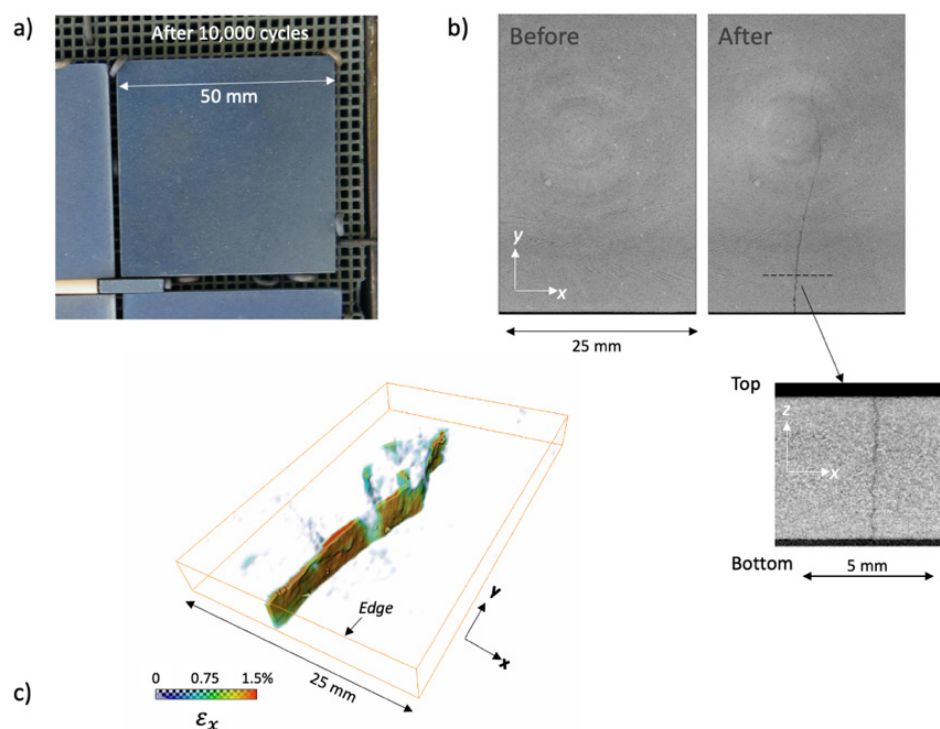 a)
After 10,000 cycles
50 mm
b)
Before
After
y
x
25 mm
Top
z
x
Bottom
5 mm
Edge
y
x
25 mm
0 0.75 1.5%
εₓ
c)